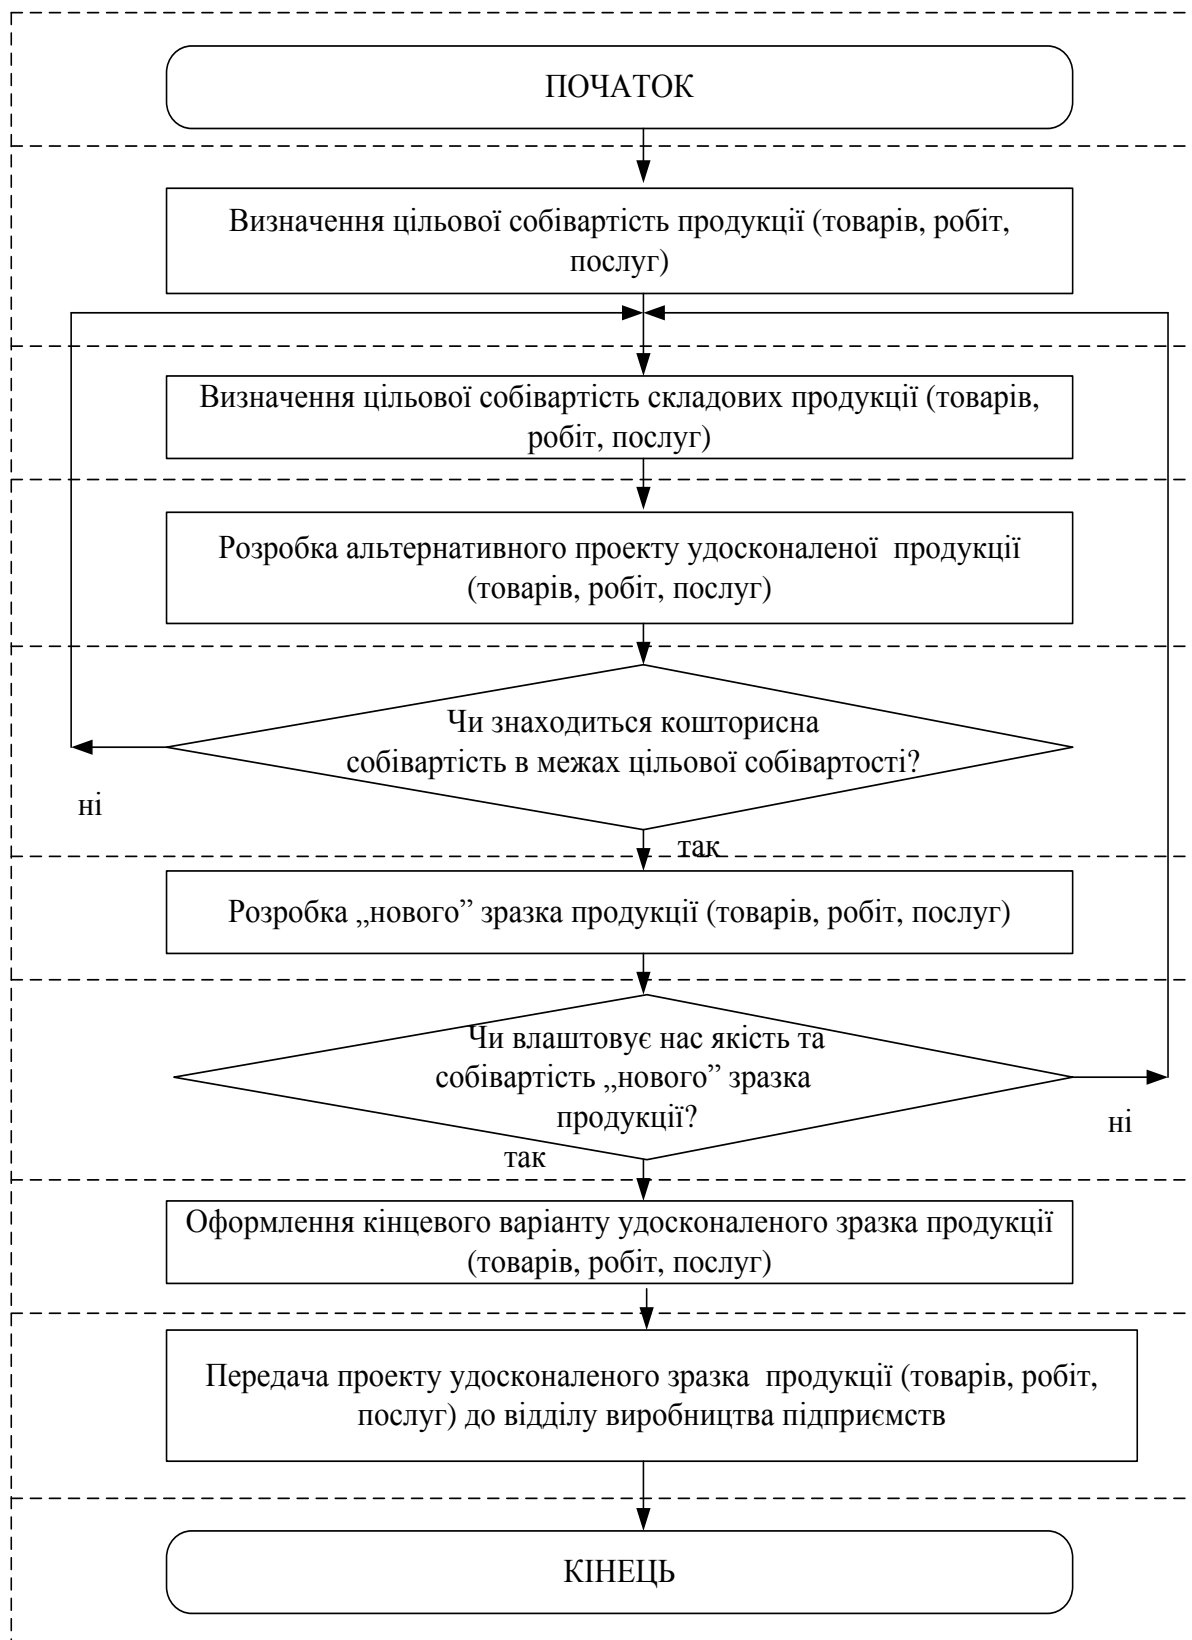 ПОЧАТОК
Визначення цільової собівартість продукції (товарів, робіт,
послуг)
Визначення цільової собівартість складових продукції (товарів,
робіт, послуг)
Розробка альтернативного проекту удосконаленої продукції
(товарів, робіт, послуг)
Чи знаходиться кошторисна
собівартість в межах цільової собівартості?
ні
так
Розробка „нового” зразка продукції (товарів, робіт, послуг)
Чи влаштовує нас якість та
собівартість „нового” зразка
продукції?
ні
так
Оформлення кінцевого варіанту удосконаленого зразка продукції
(товарів, робіт, послуг)
Передача проекту удосконаленого зразка продукції (товарів, робіт,
послуг) до відділу виробництва підприємств
КІНЕЦЬ